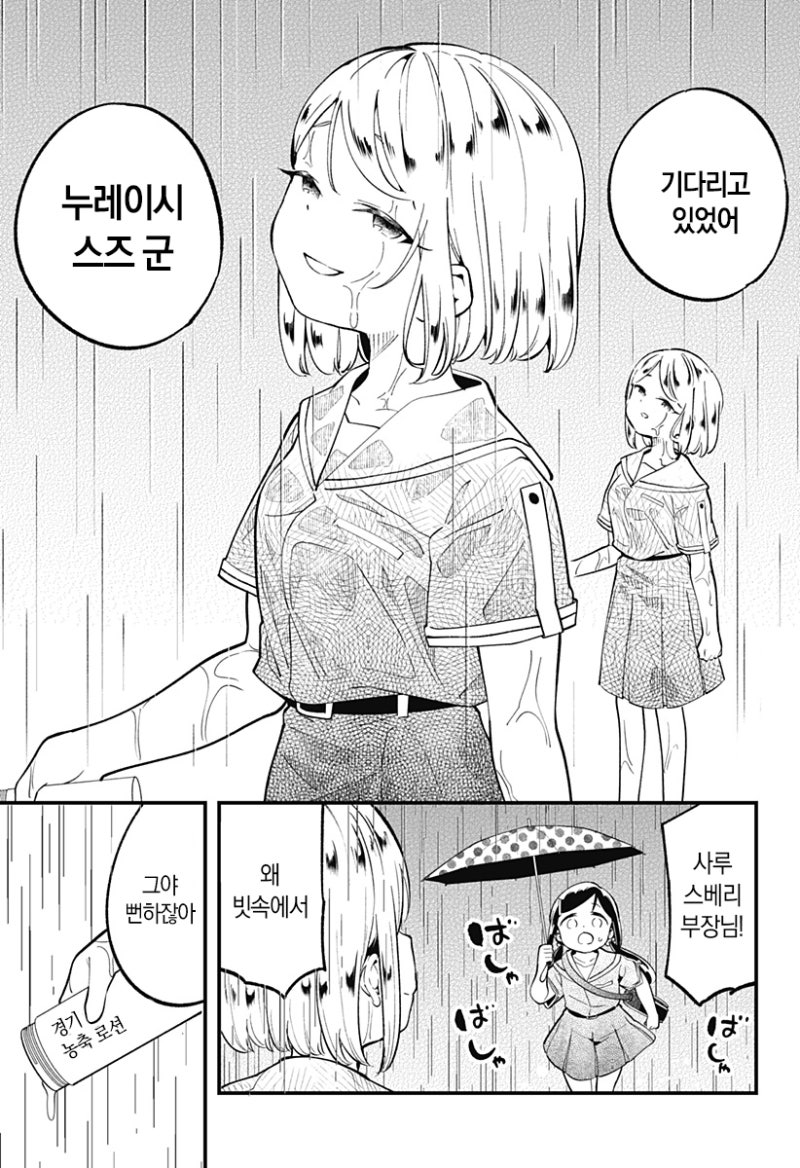 기다리고
있었어
누레이시
스즈 군
사루
스베리
부장님!
ばしゃ
ばしゃ
ばしゃ
왜
빗속에서
그야
뻔하잖아
경기
농축 로션